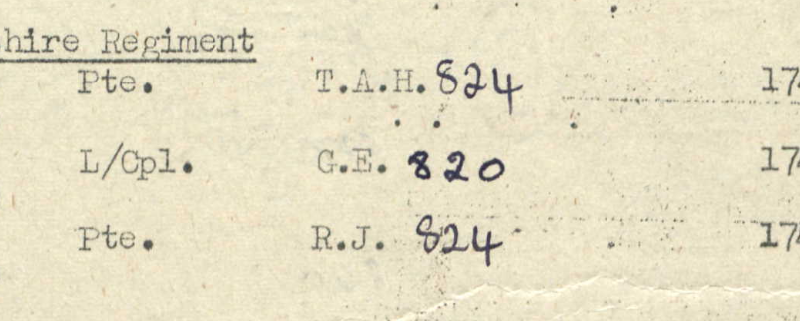 hire Regiment
Pte. T.A.H. 824 17
L/Cpl. G.E. 820 17
Pte. R.J. 824 17